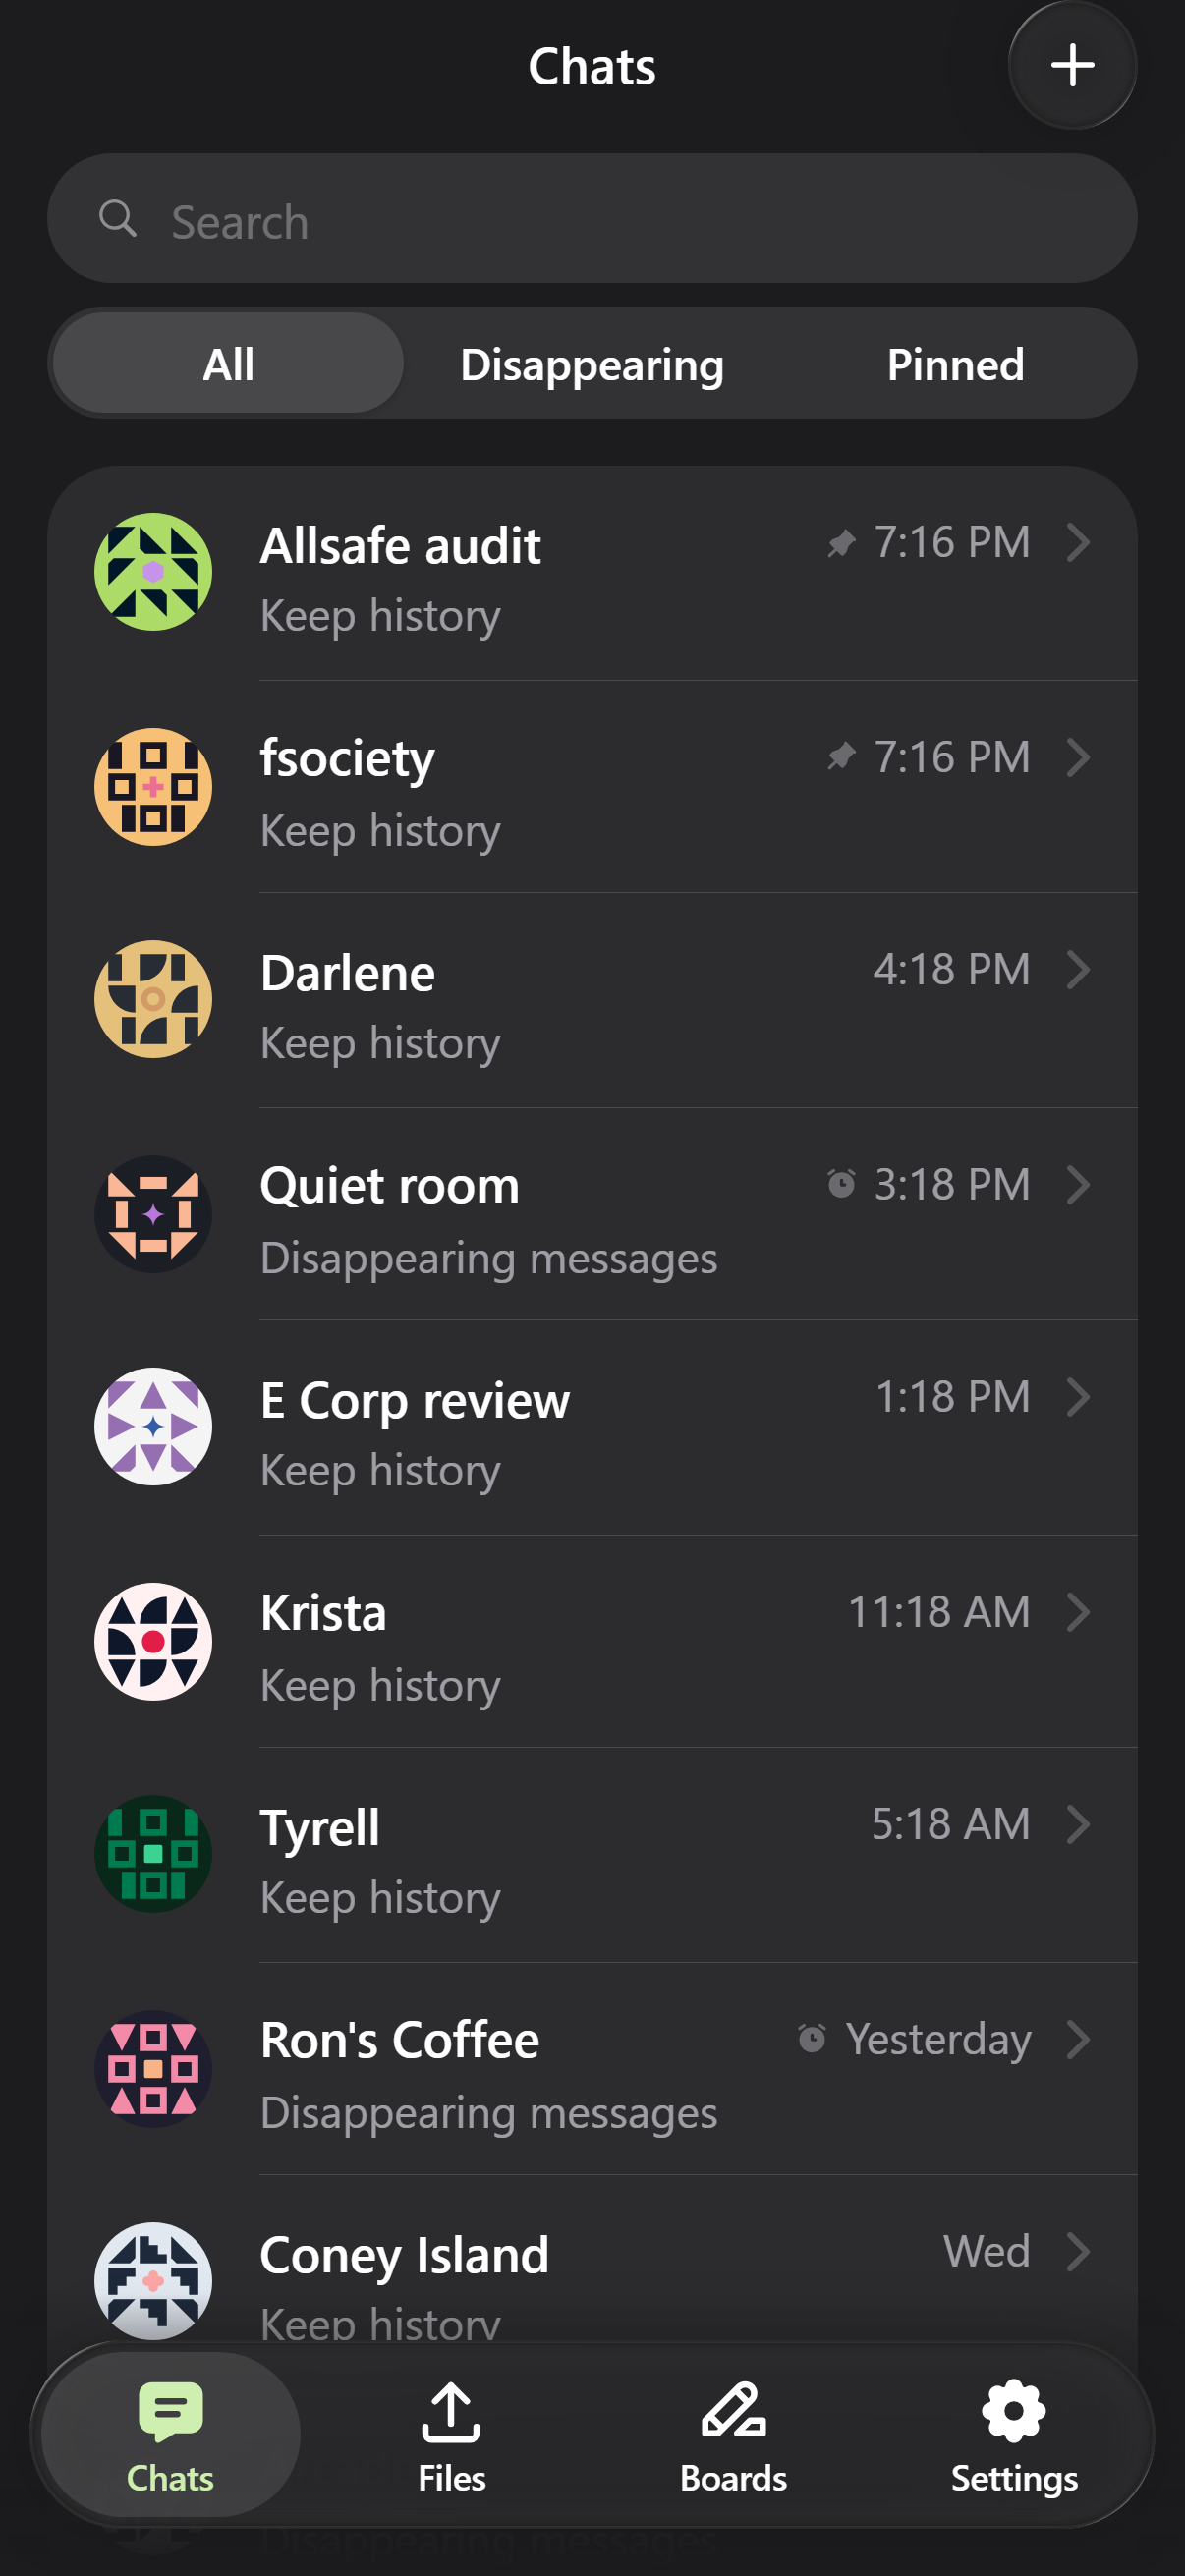 Chats
Search
All Disappearing Pinned
Allsafe audit 7:16 PM
Keep history
fsociety 7:16 PM
Keep history
Darlene 4:18 PM
Keep history
Quiet room 3:18 PM
Disappearing messages
E Corp review 1:18 PM
Keep history
Krista 11:18 AM
Keep history
Tyrell 5:18 AM
Keep history
Ron's Coffee Yesterday
Disappearing messages
Coney Island Wed
Keep history
Chats Files Boards Settings
Disappearing messages